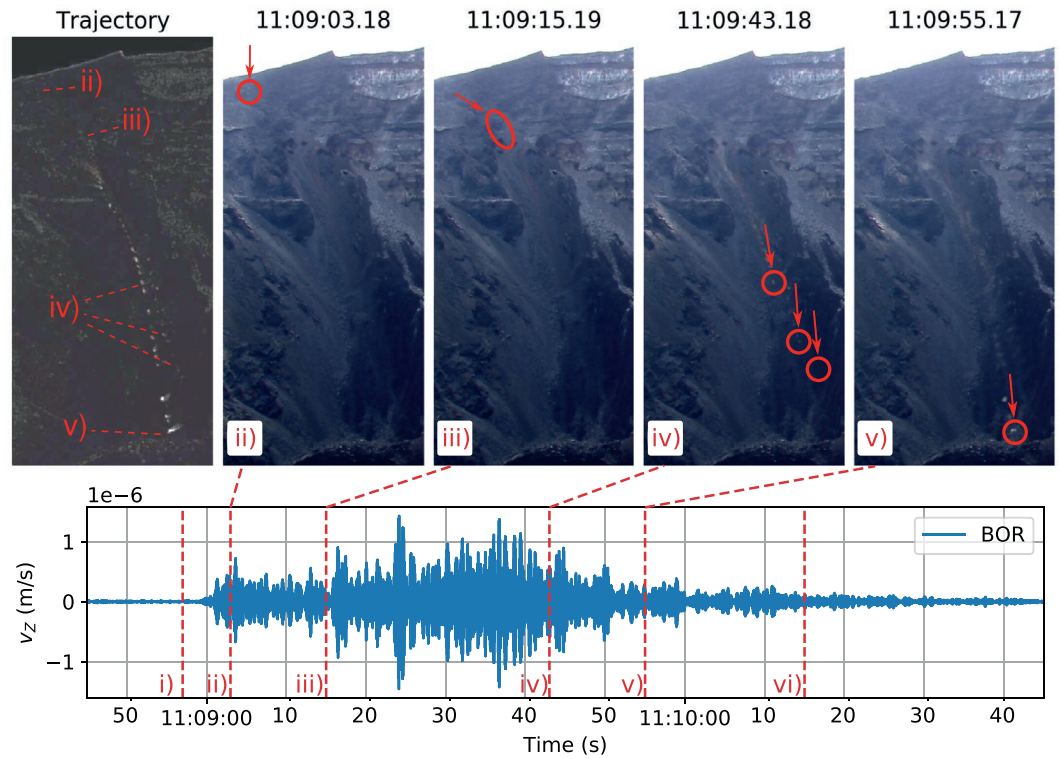 Trajectory 11:09:03.18 11:09:15.19 11:09:43.18 11:09:55.17
ii)
iii)
iv)
v)
ii) iii) iv) v)
1e-6
BOR
1
0
−1
v_Z (m/s)
i) ii) iii) iv) v) vi)
50 11:09:00 10 20 30 40 50 11:10:00 10 20 30 40
Time (s)